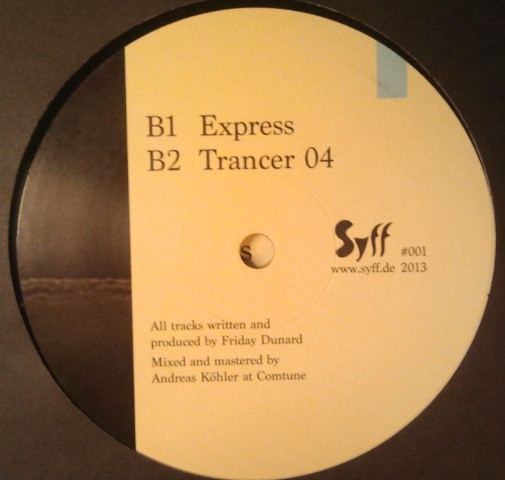 B1 Express
B2 Trancer 04
s
Syff #001
www.syff.de 2013
All tracks written and
produced by Friday Dunard
Mixed and mastered by
Andreas Köhler at Comtune